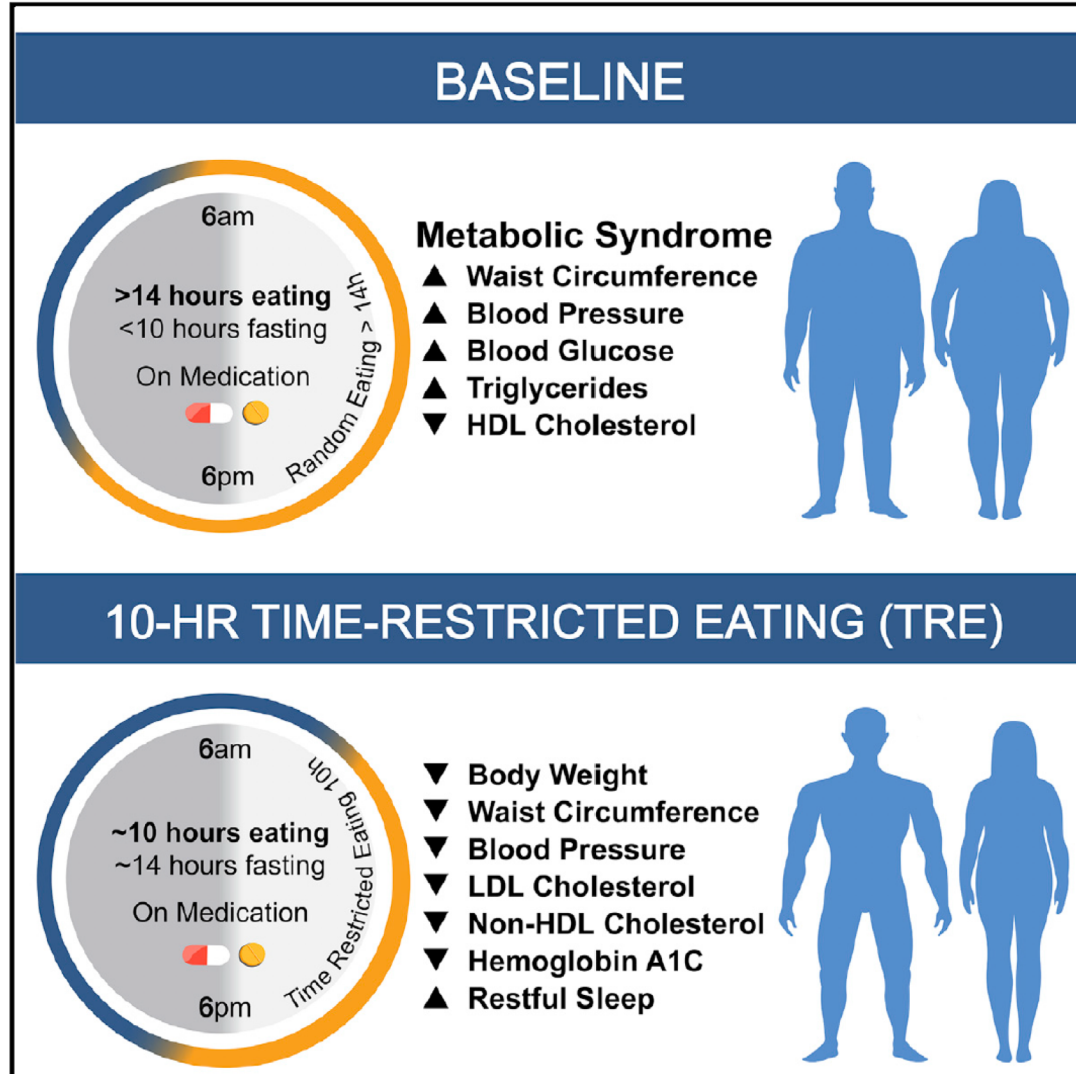 BASELINE
6am
>14 hours eating
<10 hours fasting
On Medication
6pm
Random Eating > 14h
Metabolic Syndrome
▲ Waist Circumference
▲ Blood Pressure
▲ Blood Glucose
▲ Triglycerides
▼ HDL Cholesterol
10-HR TIME-RESTRICTED EATING (TRE)
6am
~10 hours eating
~14 hours fasting
On Medication
6pm
Time Restricted Eating 10h
▼ Body Weight
▼ Waist Circumference
▼ Blood Pressure
▼ LDL Cholesterol
▼ Non-HDL Cholesterol
▼ Hemoglobin A1C
▲ Restful Sleep